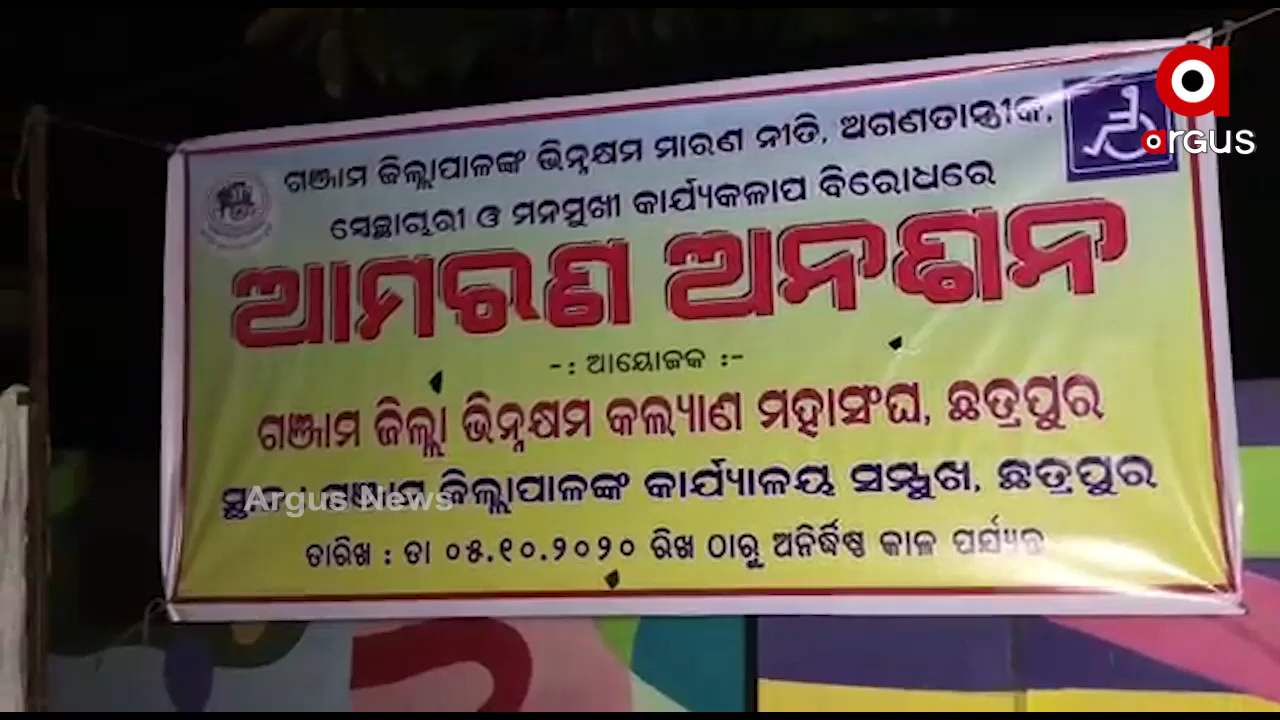 ଗଞ୍ଜାମ ଜିଲ୍ଲାପାଳଙ୍କ ଭିନ୍ନକ୍ଷମ ମାରଣ ନୀତି, ଅଗଣତାନ୍ତ୍ରୀକ,
ସେଚ୍ଛାଚ଼ାରୀ ଓ ମନମୁଖୀ କାର୍ଯ୍ୟକଳାପ ବିରୋଧରେ
ଆମରଣ ଅନଶନ
-: ଆୟୋଜକ :-
ଗଞ୍ଜାମ ଜିଲ୍ଲା ଭିନ୍ନକ୍ଷମ କଲ୍ୟାଣ ମହାସଂଘ, ଛତ୍ରପୁର
ସ୍ଥାନ : ଗଞ୍ଜାମ ଜିଲ୍ଲାପାଳଙ୍କ କାର୍ଯ୍ୟାଳୟ ସମ୍ମୁଖ, ଛତ୍ରପୁର
ତାରିଖ : ତା ୦୫.୧୦.୨୦୨୦ ରିଖ ଠାରୁ ଅନିର୍ଦ୍ଧିଷ୍ଟ କାଳ ପର୍ଯ୍ୟନ୍ତ
argus
Argus News